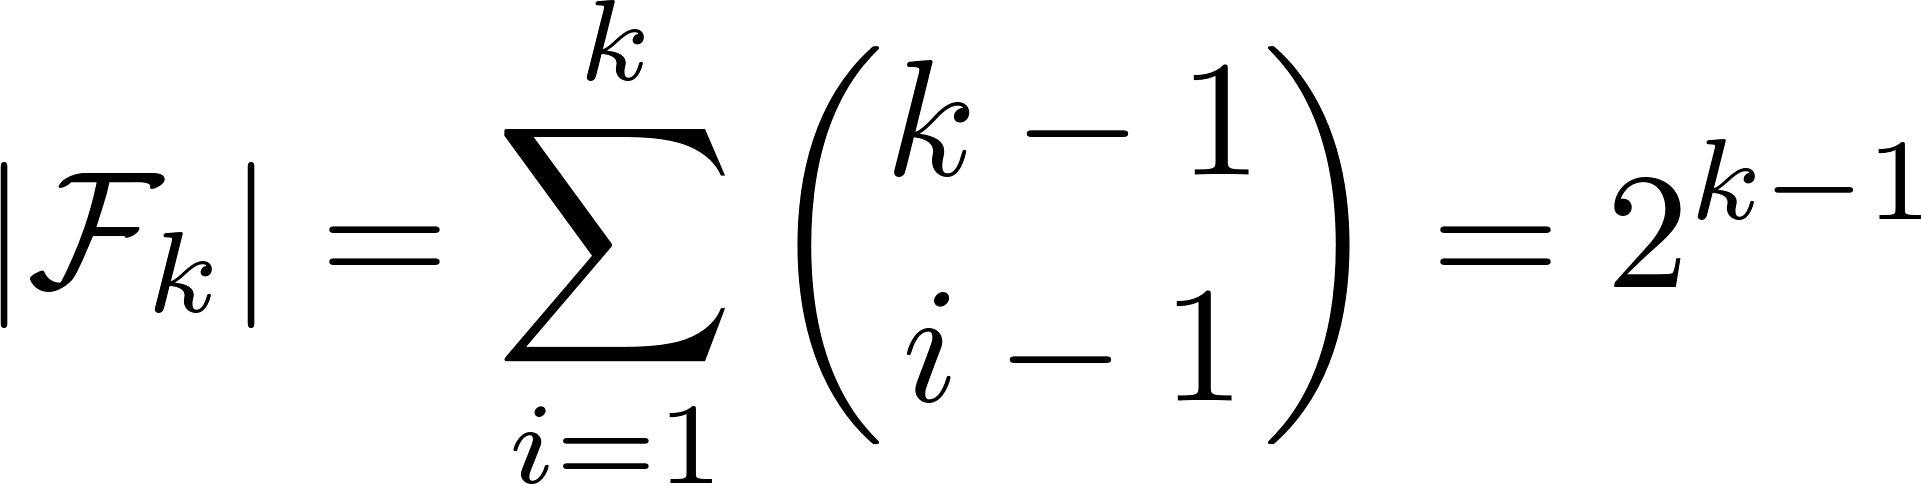 $|\mathcal{F}_k| = \sum_{i=1}^{k} \binom{k-1}{i-1} = 2^{k-1}$